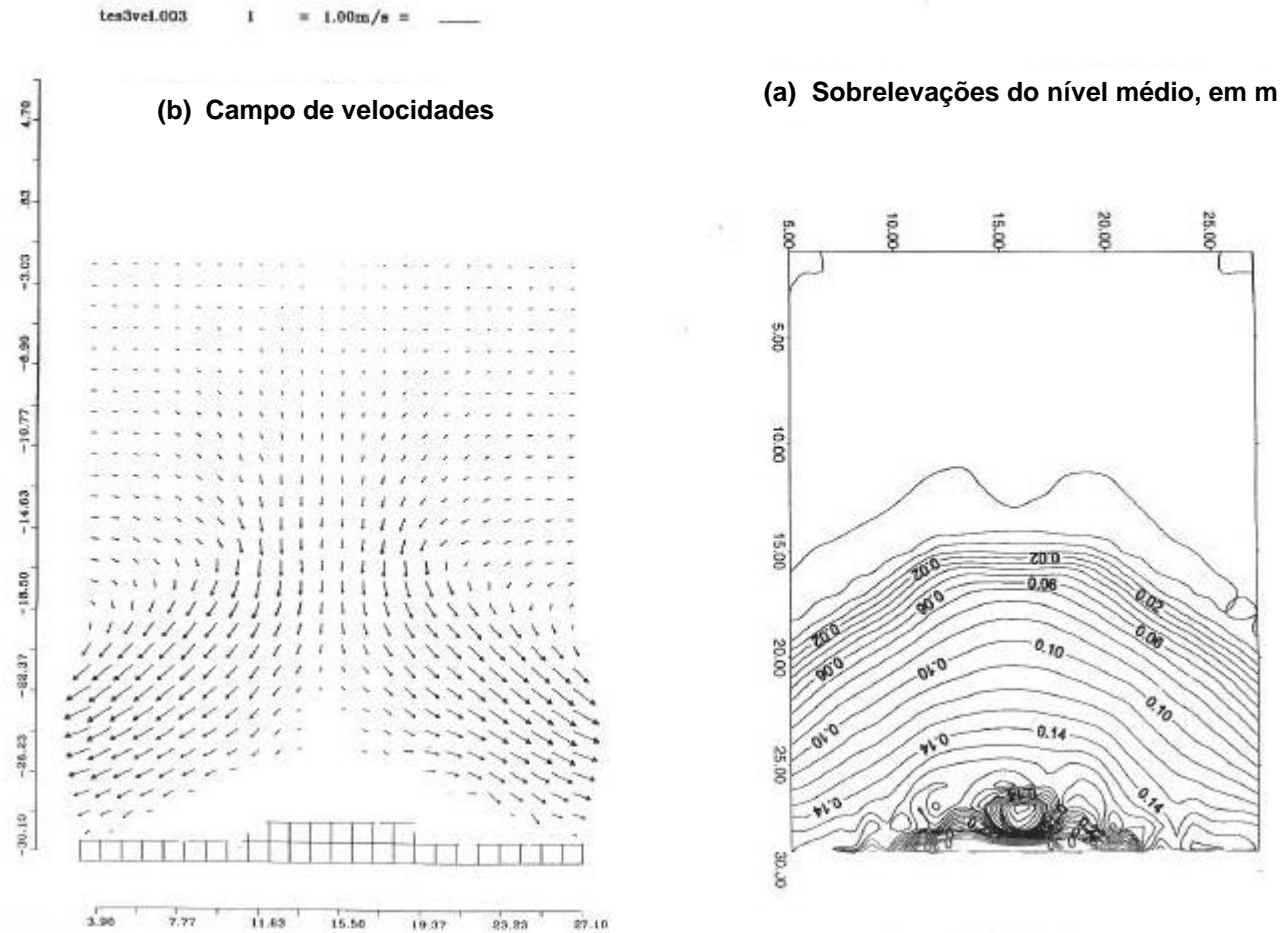 tes3vel.003 1 = 1.00m/s =
(b) Campo de velocidades
4.70
.83
-3.03
-6.90
-10.77
-14.63
-18.50
-22.37
-26.23
-30.10
3.90 7.77 11.63 15.50 19.37 23.23 27.10
(a) Sobrelevações do nível médio, em m
5.00 10.00 15.00 20.00 25.00
5.00
10.00
15.00
20.00
25.00
30.00
0.02 0.02 0.02 0.02
0.06 0.06 0.06 0.06
0.10 0.10 0.10 0.10
0.14 0.14 0.14 0.14